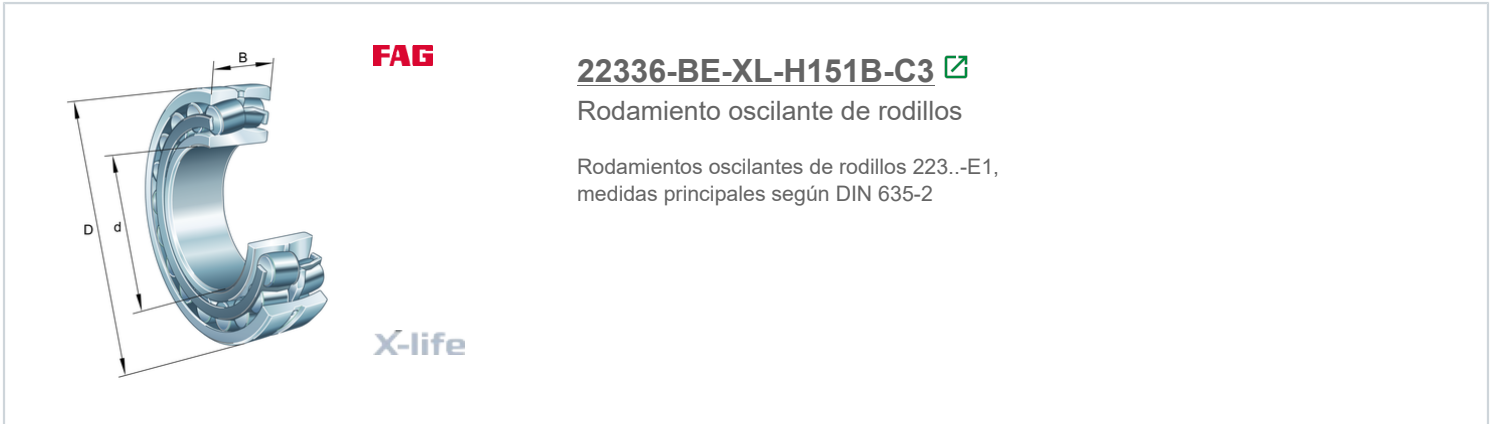 B
D
d
FAG
X-life
22336-BE-XL-H151B-C3
Rodamiento oscilante de rodillos
Rodamientos oscilantes de rodillos 223..-E1,
medidas principales según DIN 635-2